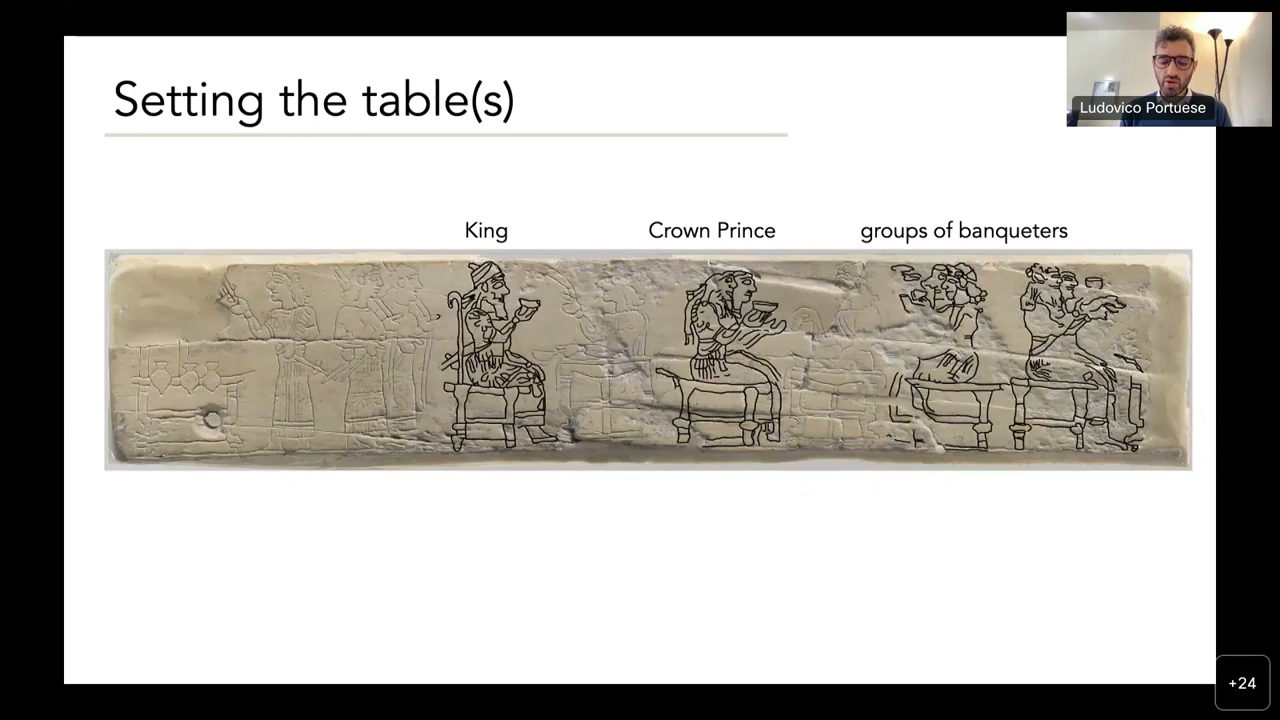 Setting the table(s)
Ludovico Portuese
King
Crown Prince
groups of banqueters
+24